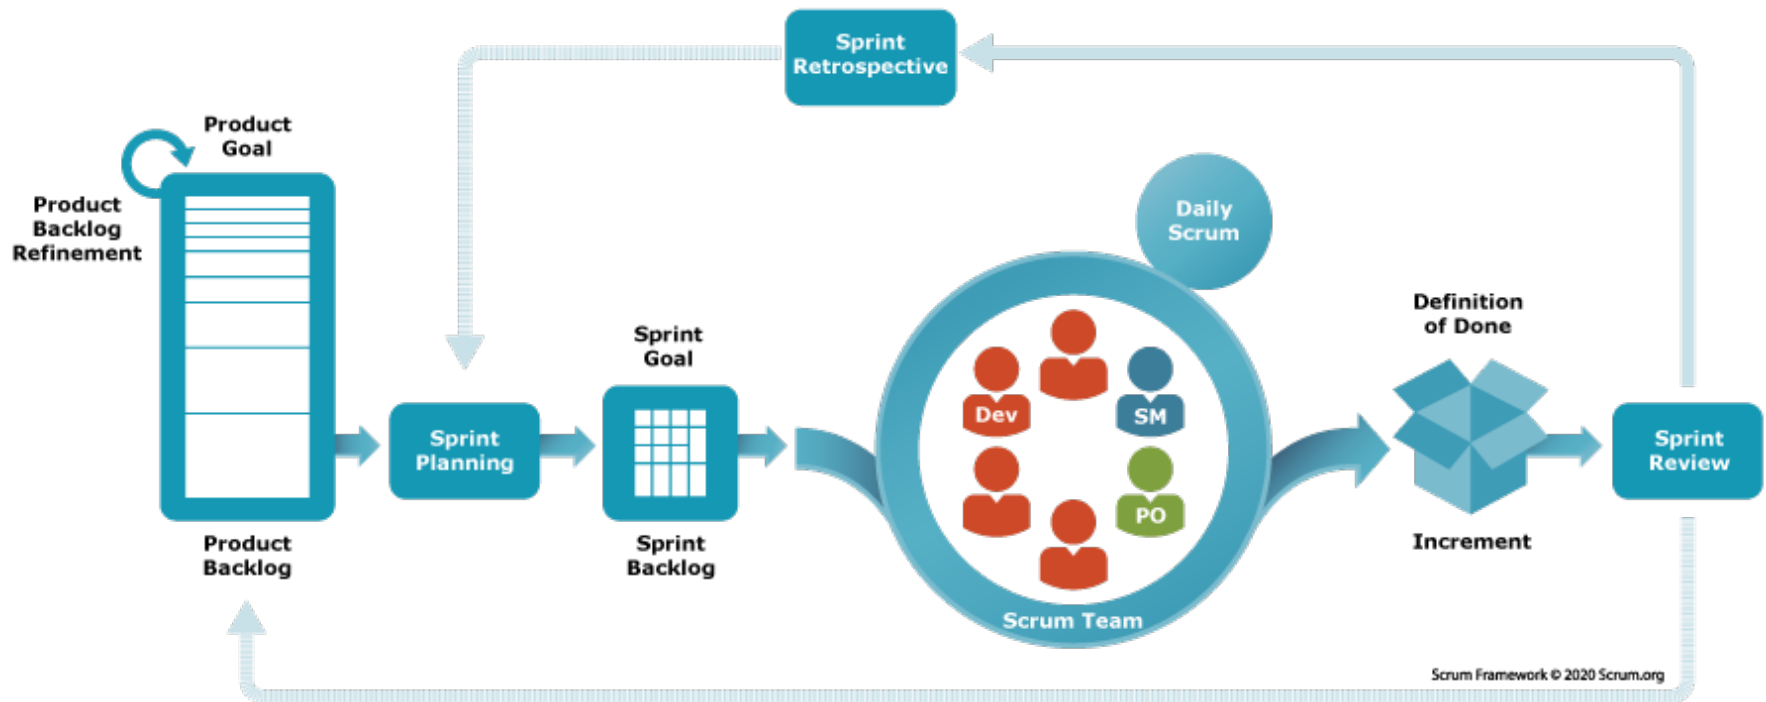 Sprint
Retrospective
Product
Goal
Product
Backlog
Refinement
Daily
Scrum
Definition
of Done
Sprint
Goal
Dev
SM
Sprint
Planning
Sprint
Review
PO
Product
Backlog
Sprint
Backlog
Increment
Scrum Team
Scrum Framework © 2020 Scrum.org